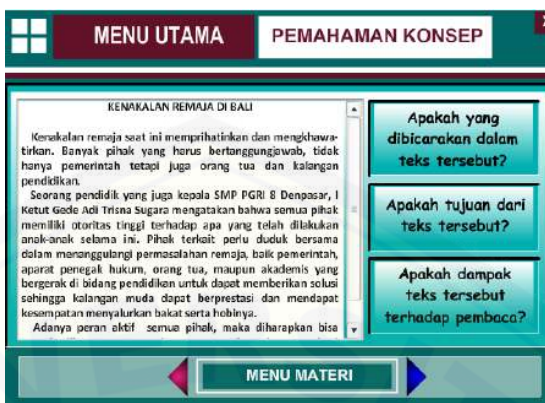 MENU UTAMA
PEMAHAMAN KONSEP
KENAKALAN REMAJA DI BALI
Kenakalan remaja saat ini memprihatinkan dan mengkhawa-
tirkan. Banyak pihak yang harus bertanggungjawab, tidak
hanya pemerintah tetapi juga orang tua dan kalangan
pendidikan.
Seorang pendidik yang juga kepala SMP PGRI 8 Denpasar, I
Ketut Gede Adi Trisna Sugara mengatakan bahwa semua pihak
memiliki otoritas tinggi terhadap apa yang telah dilakukan
anak-anak selama ini. Pihak terkait perlu duduk bersama
dalam menanggulangi permasalahan remaja, baik pemerintah,
aparat penegak hukum, orang tua, maupun akademis yang
bergerak di bidang pendidikan untuk dapat memberikan solusi
sehingga kalangan muda dapat berprestasi dan mendapat
kesempatan menyalurkan bakat serta hobinya.
Adanya peran aktif semua pihak, maka diharapkan bisa
Apakah yang
dibicarakan dalam
teks tersebut?
Apakah tujuan dari
teks tersebut?
Apakah dampak
teks tersebut
terhadap pembaca?
MENU MATERI